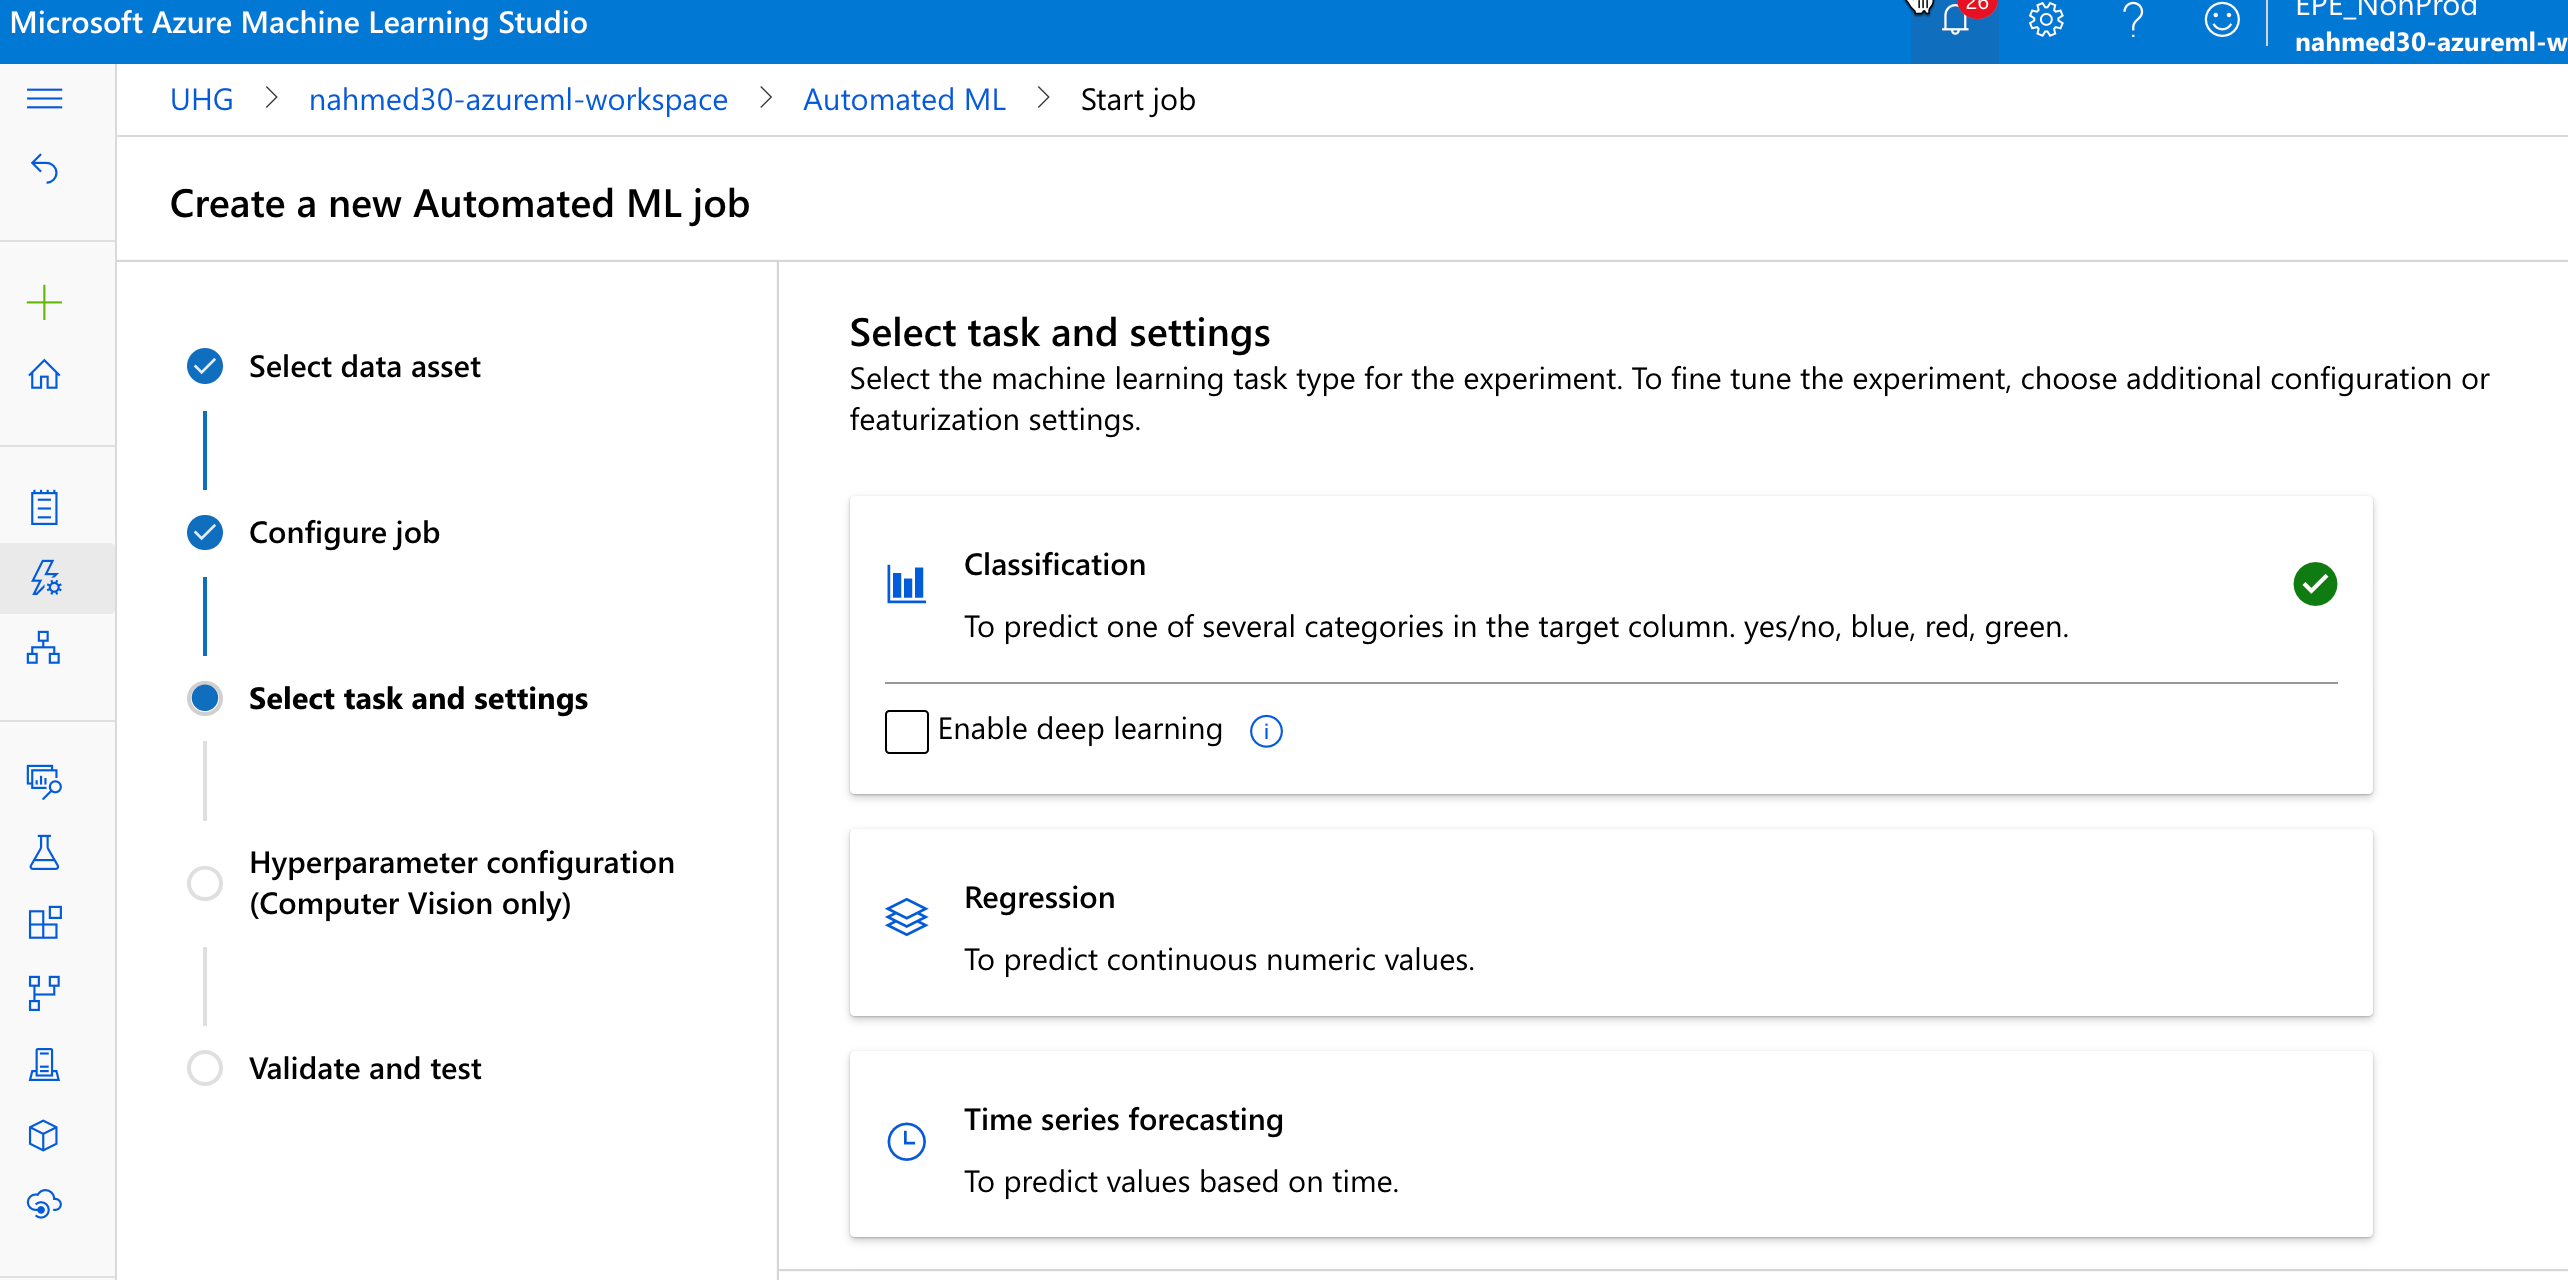 Microsoft Azure Machine Learning Studio
26
EPE_NonProd
nahmed30-azureml-w
UHG > nahmed30-azureml-workspace > Automated ML > Start job
Create a new Automated ML job
Select data asset
Configure job
Select task and settings
Hyperparameter configuration
(Computer Vision only)
Validate and test
Select task and settings
Select the machine learning task type for the experiment. To fine tune the experiment, choose additional configuration or
featurization settings.
Classification
To predict one of several categories in the target column. yes/no, blue, red, green.
Enable deep learning
Regression
To predict continuous numeric values.
Time series forecasting
To predict values based on time.